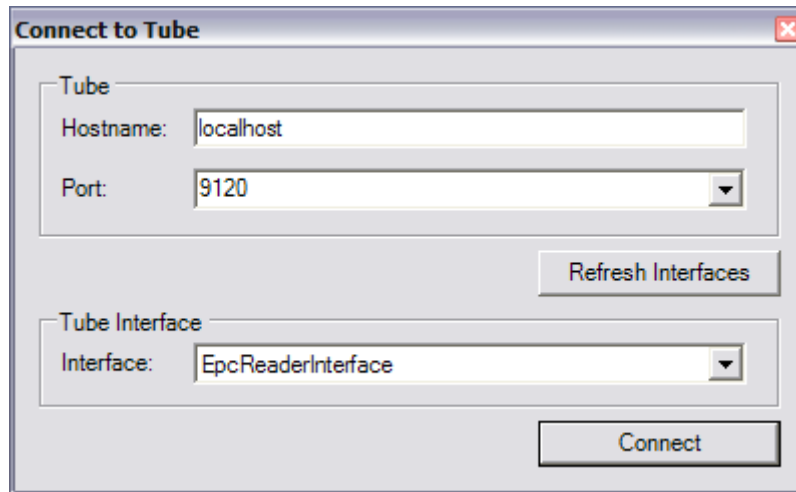 Connect to Tube
Tube
Hostname: localhost
Port: 9120
Refresh Interfaces
Tube Interface
Interface: EpcReaderInterface
Connect